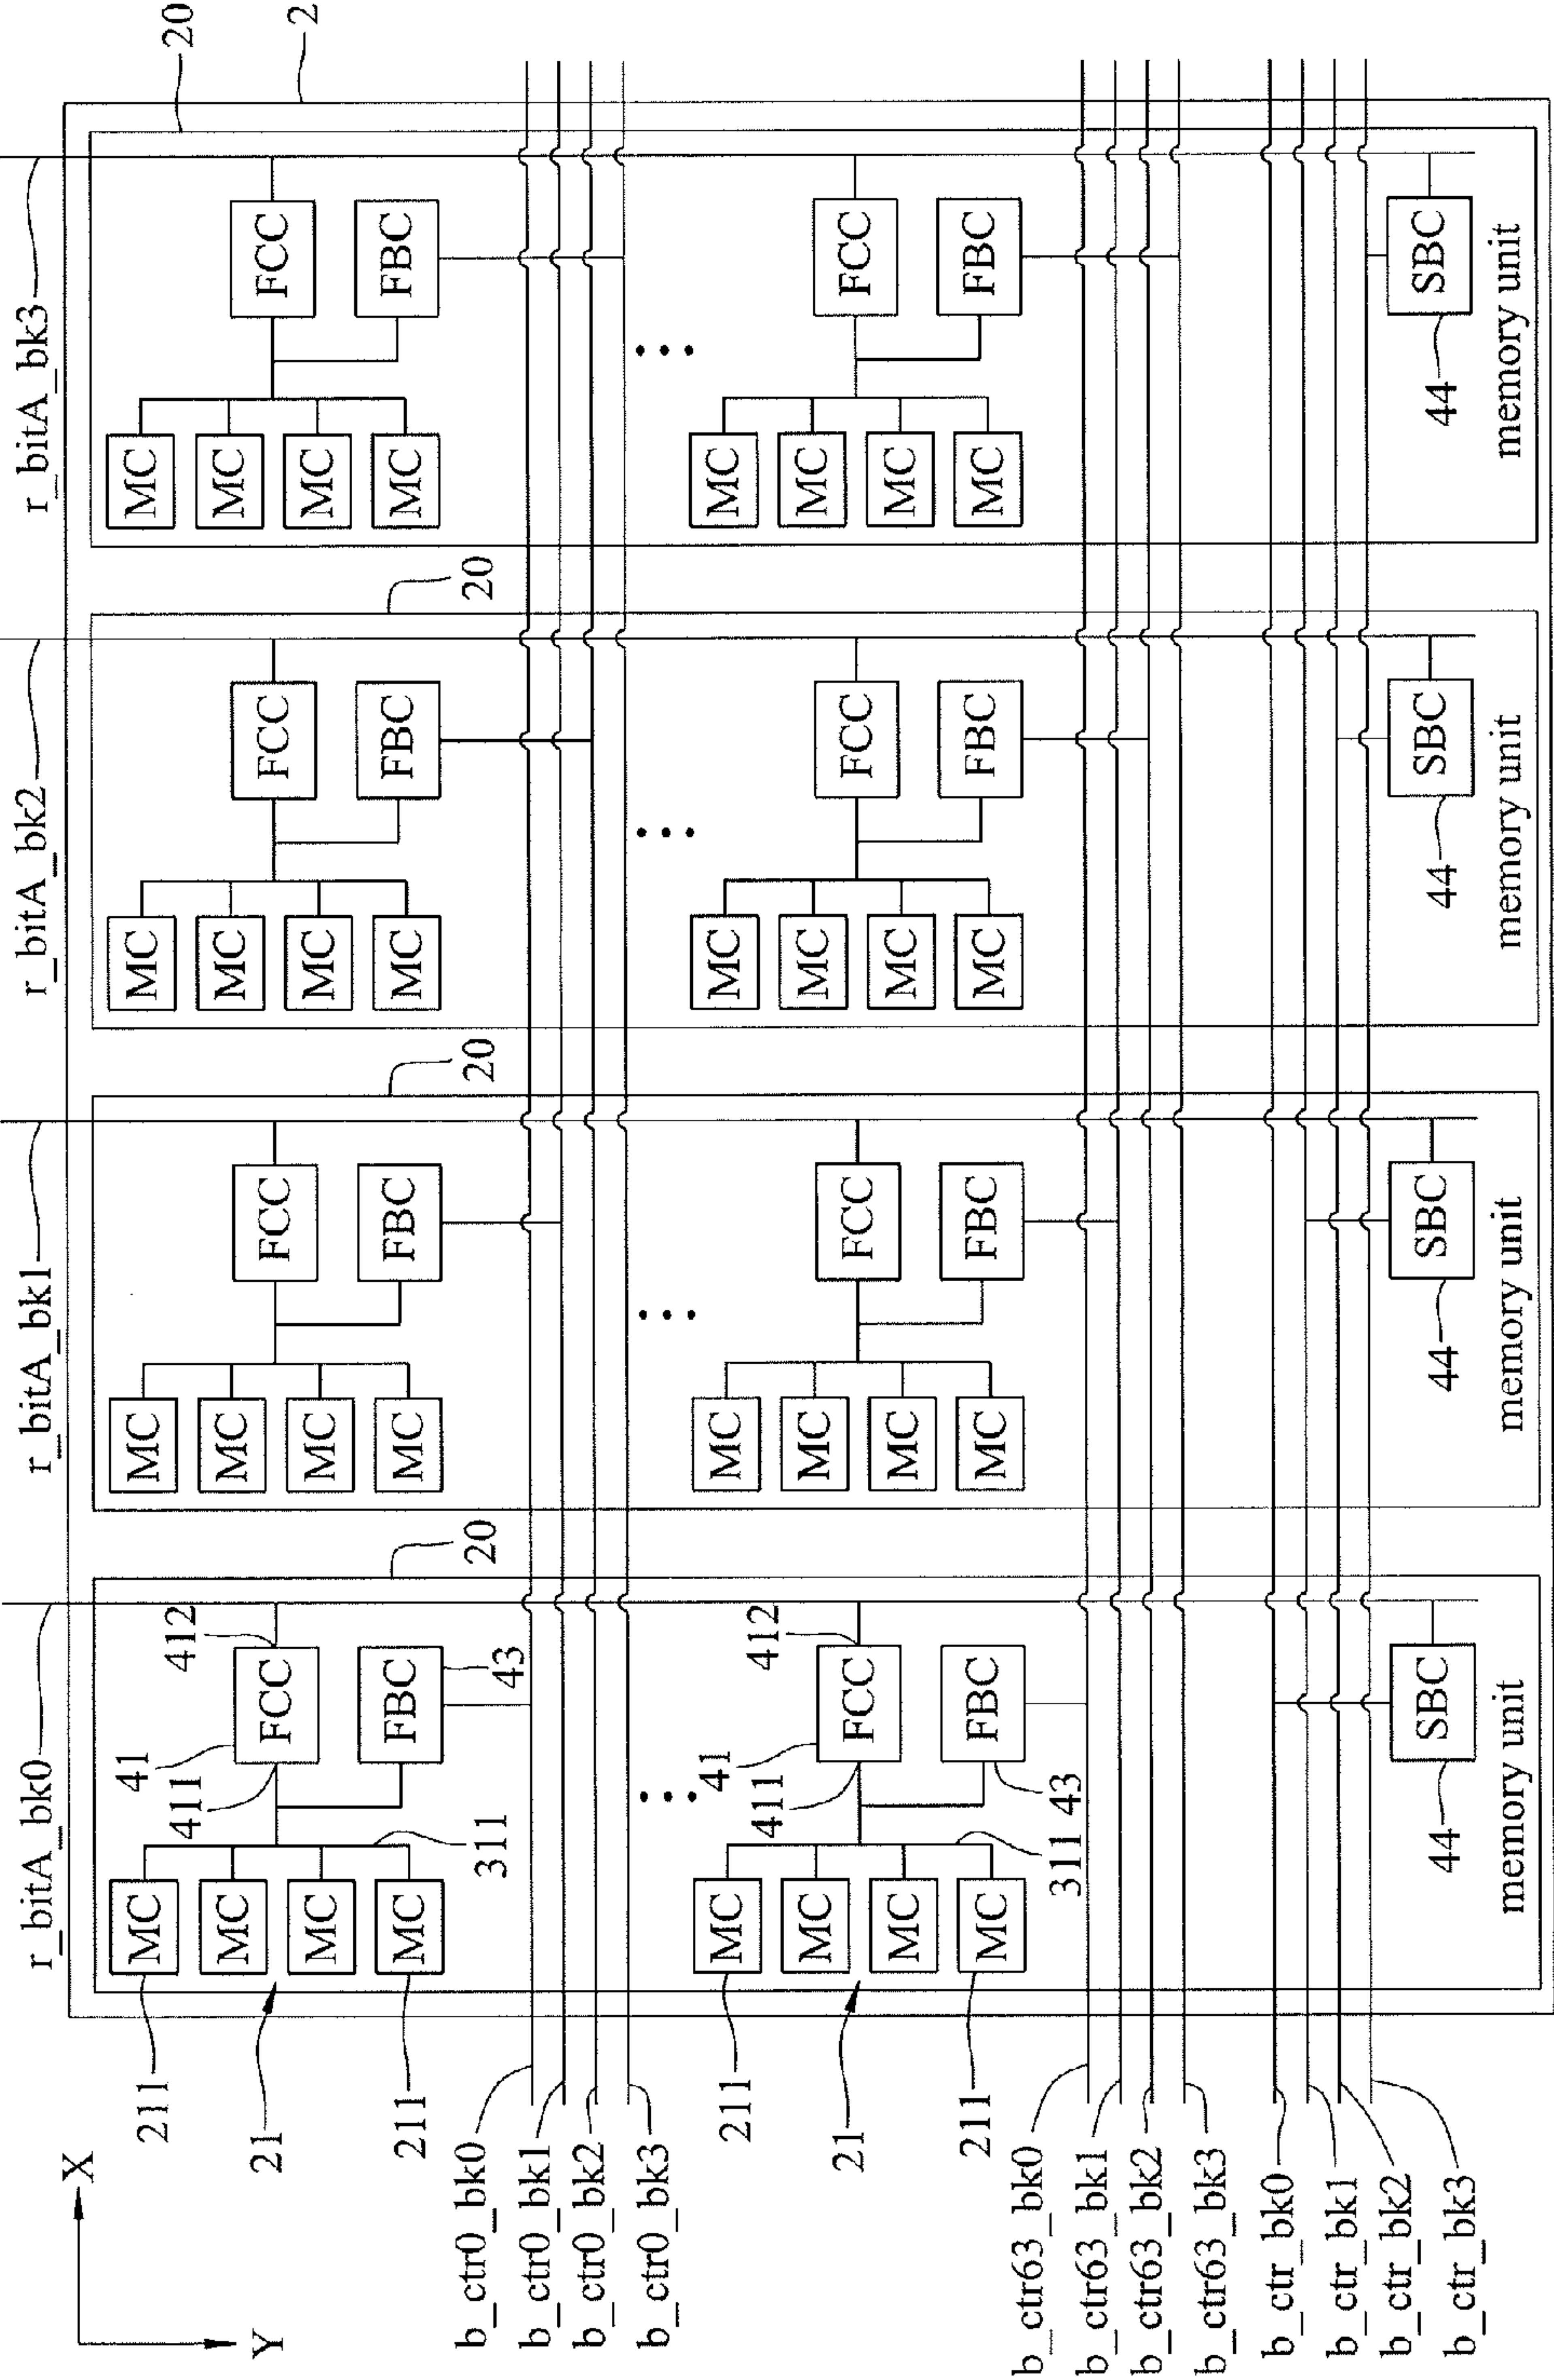 r_bitA_bk0 r_bitA_bk1 r_bitA_bk2 r_bitA_bk3
X
211 MC 41 MC MC MC
411 412 20
MC MC MC MC
Y 21 FCC FCC FCC FCC 2
MC MC MC MC
211 MC FBC MC FBC MC FBC MC FBC
b_ctr0_bk0 311 43 20 20 20
b_ctr0_bk1
b_ctr0_bk2
b_ctr0_bk3
... ... ... ...
211 MC 41 MC MC MC
411 412
MC MC MC MC
21 FCC FCC FCC FCC
MC MC MC MC
211 MC FBC MC FBC MC FBC MC FBC
b_ctr63_bk0 311 43
b_ctr63_bk1
b_ctr63_bk2
b_ctr63_bk3
b_ctr_bk0
b_ctr_bk1
b_ctr_bk2
b_ctr_bk3
44 SBC 44 SBC 44 SBC 44 SBC
memory unit memory unit memory unit memory unit